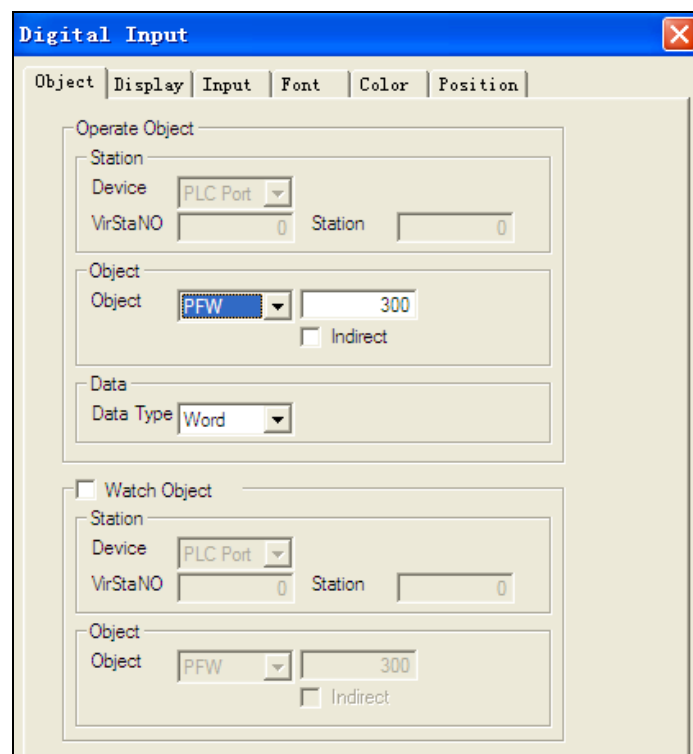 Digital Input
Object Display Input Font Color Position
Operate Object
Station
Device PLC Port
VirStaNO 0 Station 0
Object
Object PFW 300
Indirect
Data
Data Type Word
Watch Object
Station
Device PLC Port
VirStaNO 0 Station 0
Object
Object PFW 300
Indirect